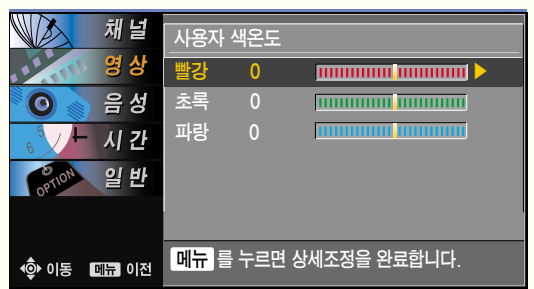 채널
영상
음성
5
6
시간
OPTION
일반
이동 메뉴 이전
사용자 색온도
빨강 0
초록 0
파랑 0
메뉴 를 누르면 상세조정을 완료합니다.